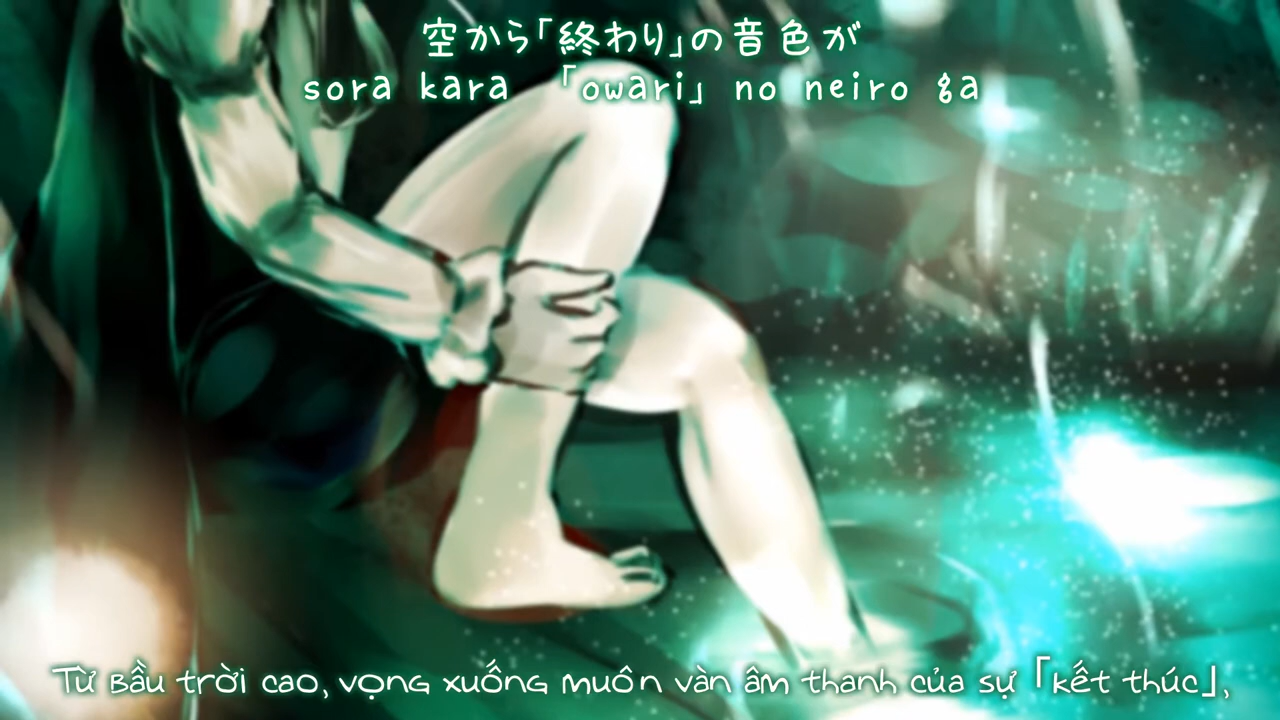 空から「終わり」の音色が
sora kara 「owari」 no neiro ga
Từ bầu trời cao, vọng xuống muôn vàn âm thanh của sự「kết thúc」,